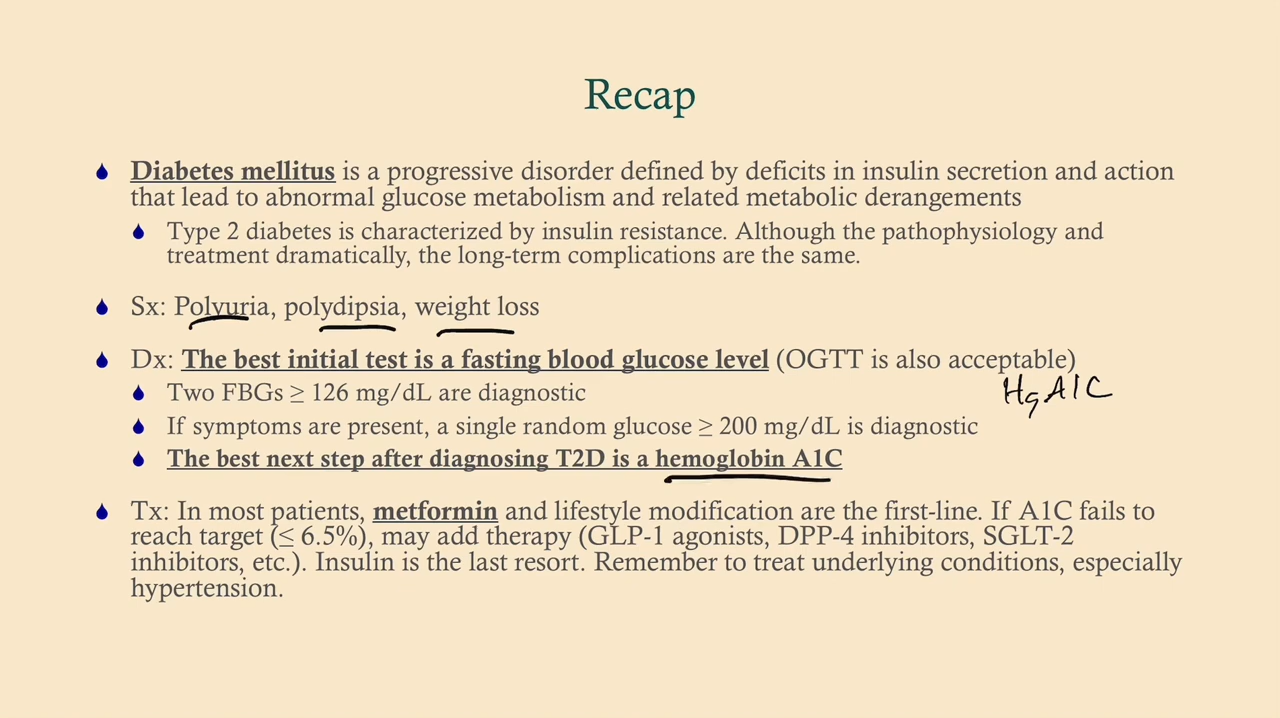 Recap
Diabetes mellitus is a progressive disorder defined by deficits in insulin secretion and action
that lead to abnormal glucose metabolism and related metabolic derangements
Type 2 diabetes is characterized by insulin resistance. Although the pathophysiology and
treatment dramatically, the long-term complications are the same.
Sx: Polyuria, polydipsia, weight loss
Dx: The best initial test is a fasting blood glucose level (OGTT is also acceptable)
Two FBGs ≥ 126 mg/dL are diagnostic
HgA1C
If symptoms are present, a single random glucose ≥ 200 mg/dL is diagnostic
The best next step after diagnosing T2D is a hemoglobin A1C
Tx: In most patients, metformin and lifestyle modification are the first-line. If A1C fails to
reach target (≤ 6.5%), may add therapy (GLP-1 agonists, DPP-4 inhibitors, SGLT-2
inhibitors, etc.). Insulin is the last resort. Remember to treat underlying conditions, especially
hypertension.